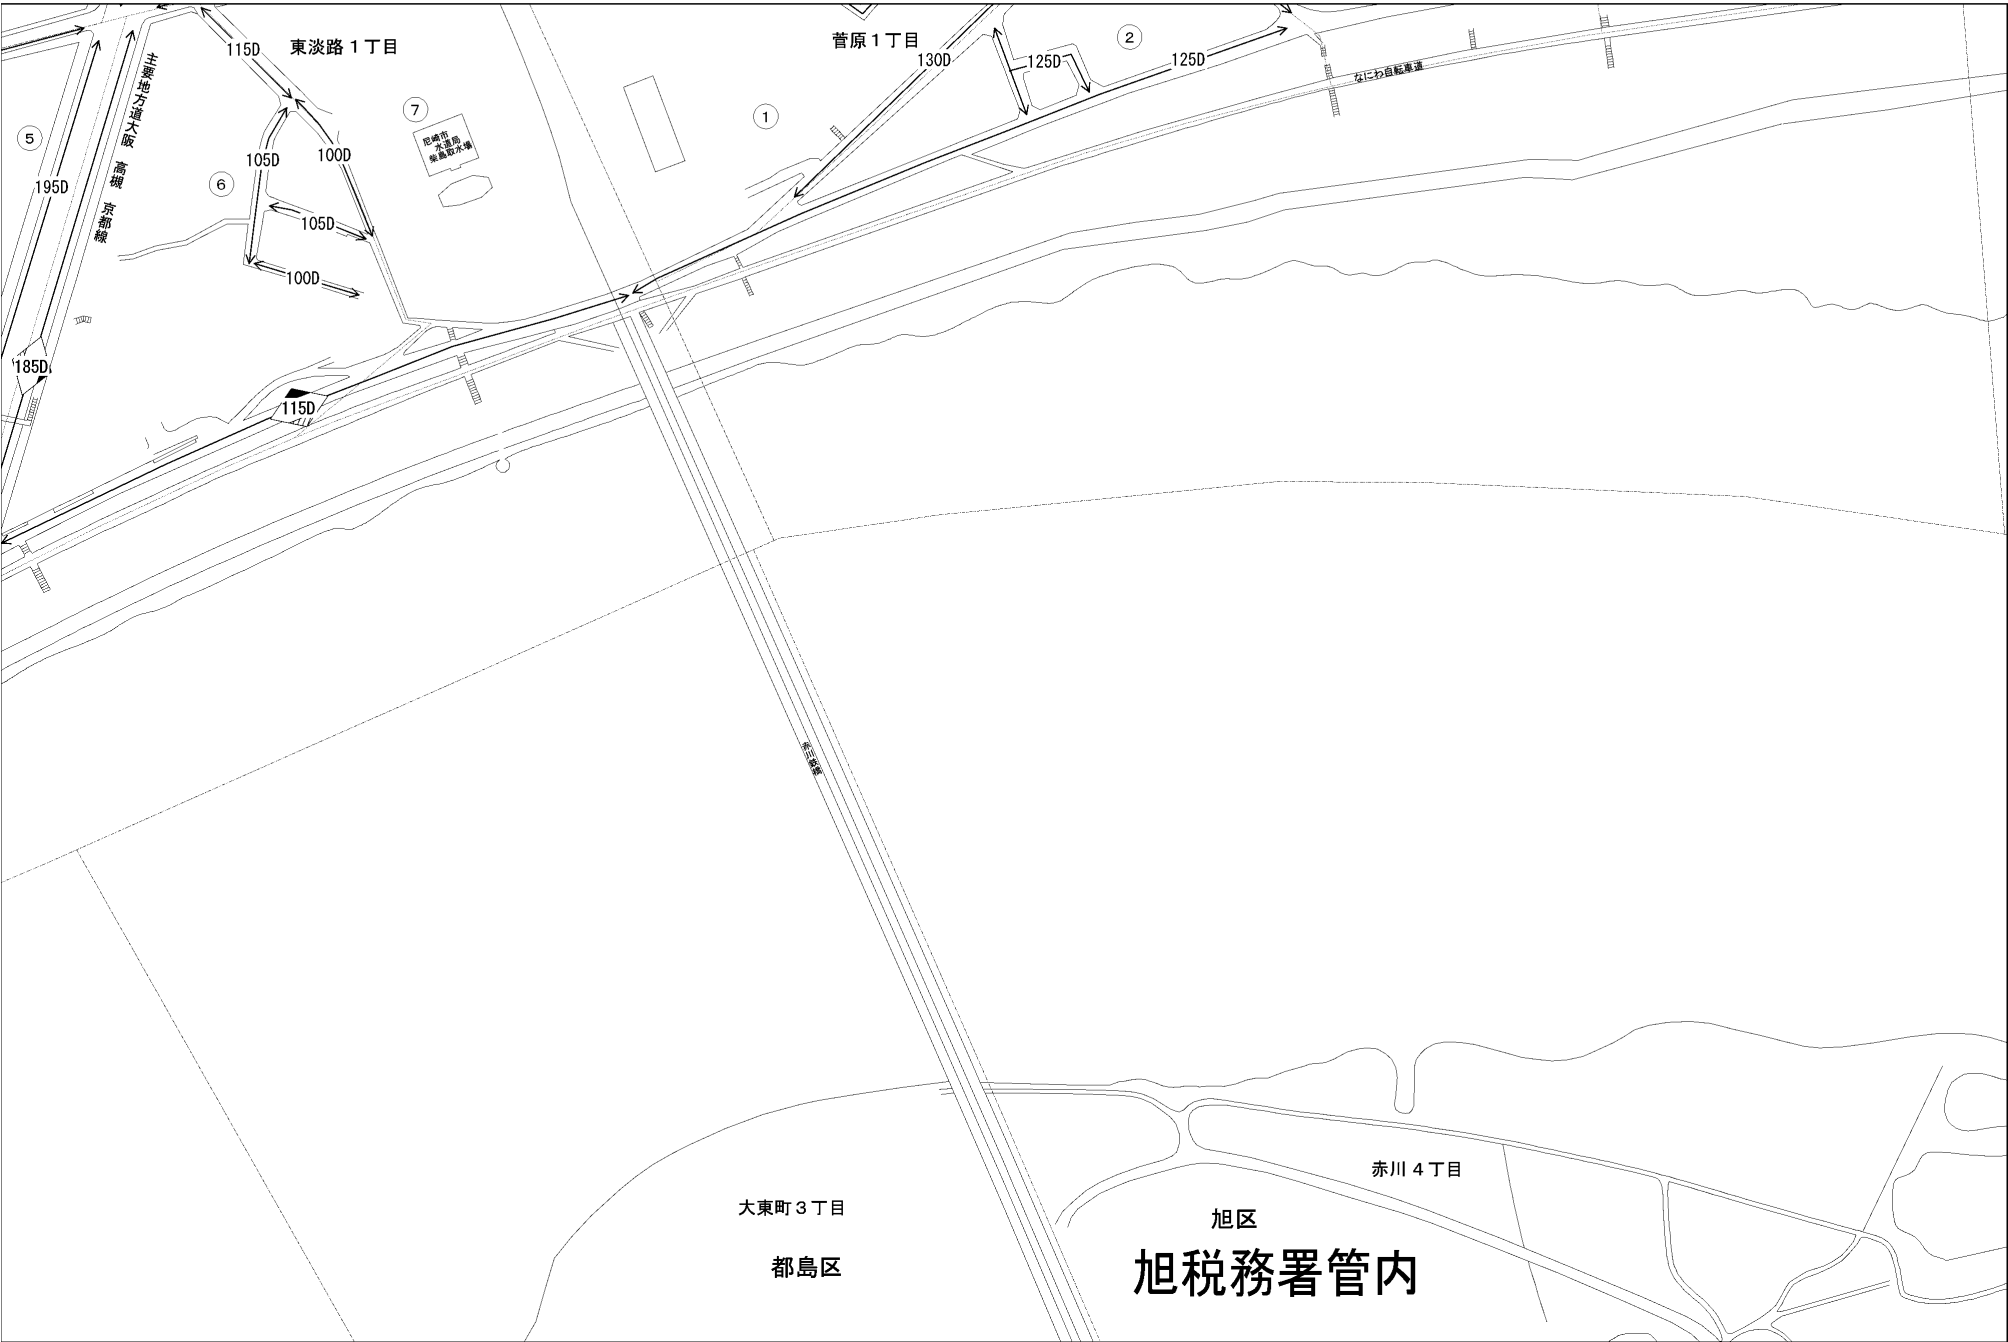 115D
東淡路1丁目
菅原1丁目
②
130D
125D
125D
なにわ自転車道
主要地方道大阪 高槻 京都線
⑤
⑦
①
尼崎市
水道局
柴島取水場
100D
105D
195D
⑥
105D
100D
185D
115D
赤川鉄橋
赤川4丁目
大東町3丁目
旭区
都島区
旭税務署管内